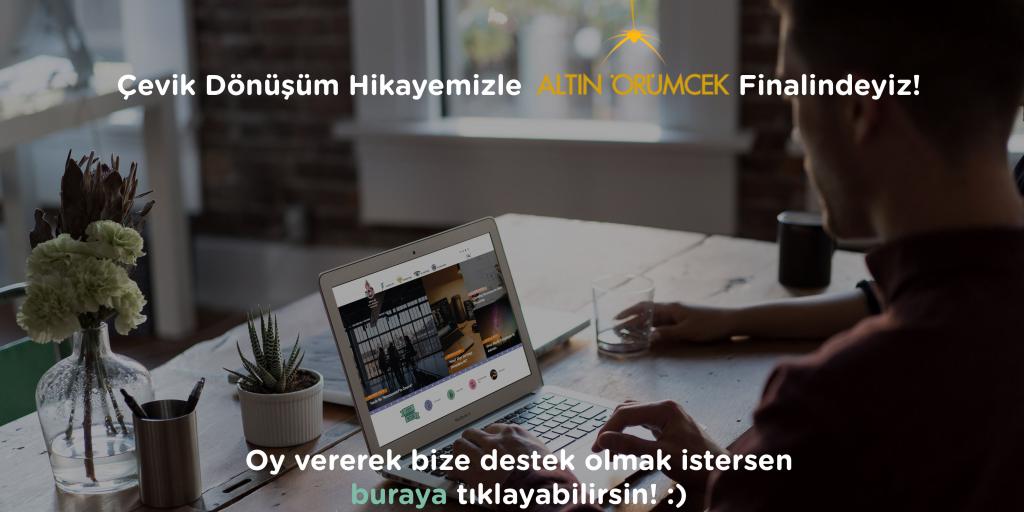 Çevik Dönüşüm Hikayemizle ALTIN ÖRÜMCEK Finalindeyiz!
Oy vererek bize destek olmak istersen
buraya tıklayabilirsin! :)